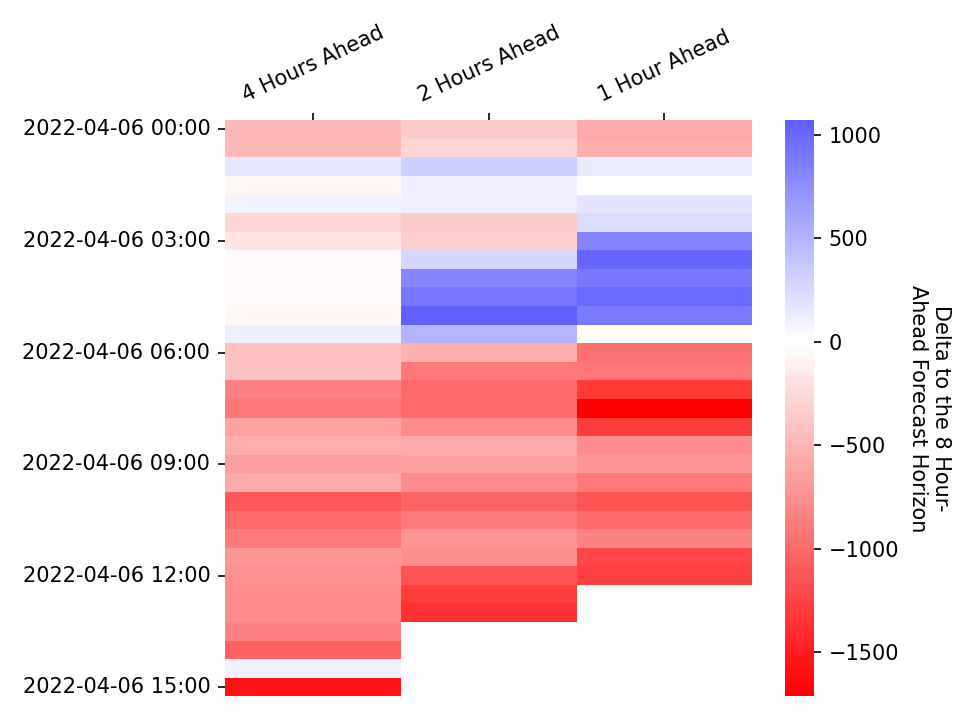 4 Hours Ahead
2 Hours Ahead
1 Hour Ahead
2022-04-06 00:00
2022-04-06 03:00
2022-04-06 06:00
2022-04-06 09:00
2022-04-06 12:00
2022-04-06 15:00
1000
500
0
−500
−1000
−1500
Delta to the 8 Hour-
Ahead Forecast Horizon